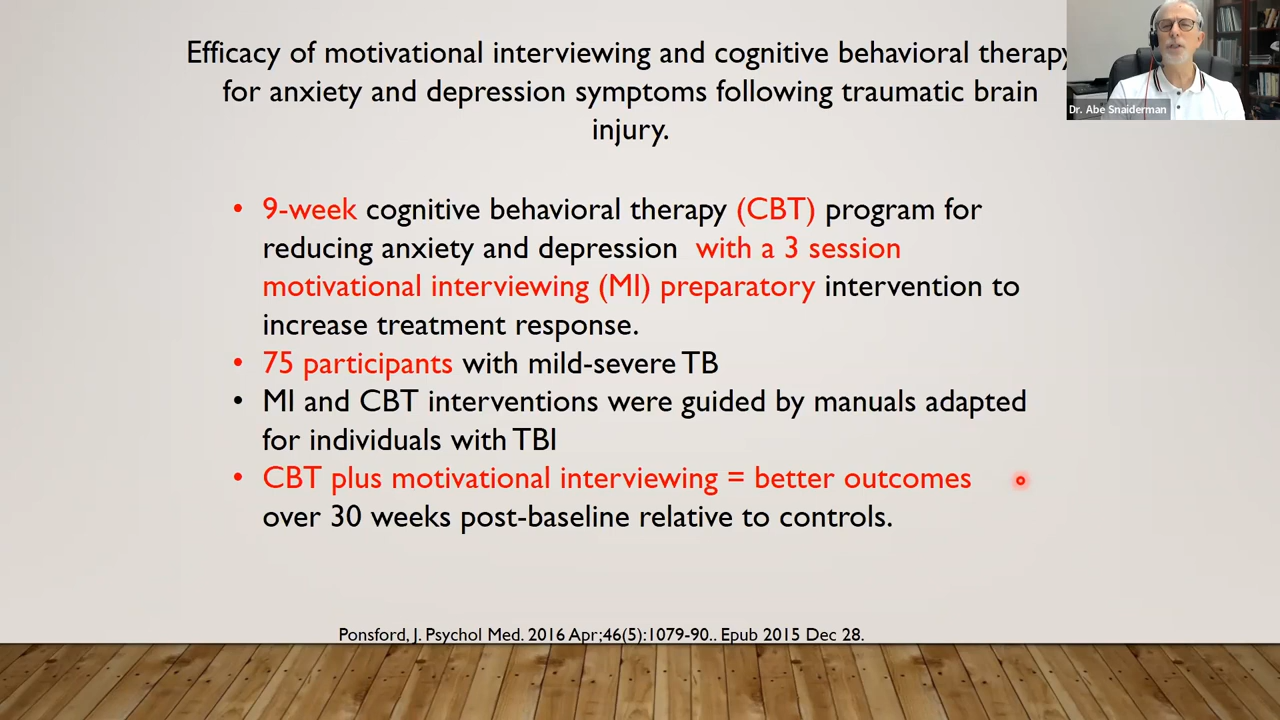 Efficacy of motivational interviewing and cognitive behavioral therapy
for anxiety and depression symptoms following traumatic brain
injury.
Dr. Abe Snaiderman
• 9-week cognitive behavioral therapy (CBT) program for
reducing anxiety and depression with a 3 session
motivational interviewing (MI) preparatory intervention to
increase treatment response.
• 75 participants with mild-severe TB
• MI and CBT interventions were guided by manuals adapted
for individuals with TBI
• CBT plus motivational interviewing = better outcomes
over 30 weeks post-baseline relative to controls.
Ponsford, J. Psychol Med. 2016 Apr;46(5):1079-90.. Epub 2015 Dec 28.